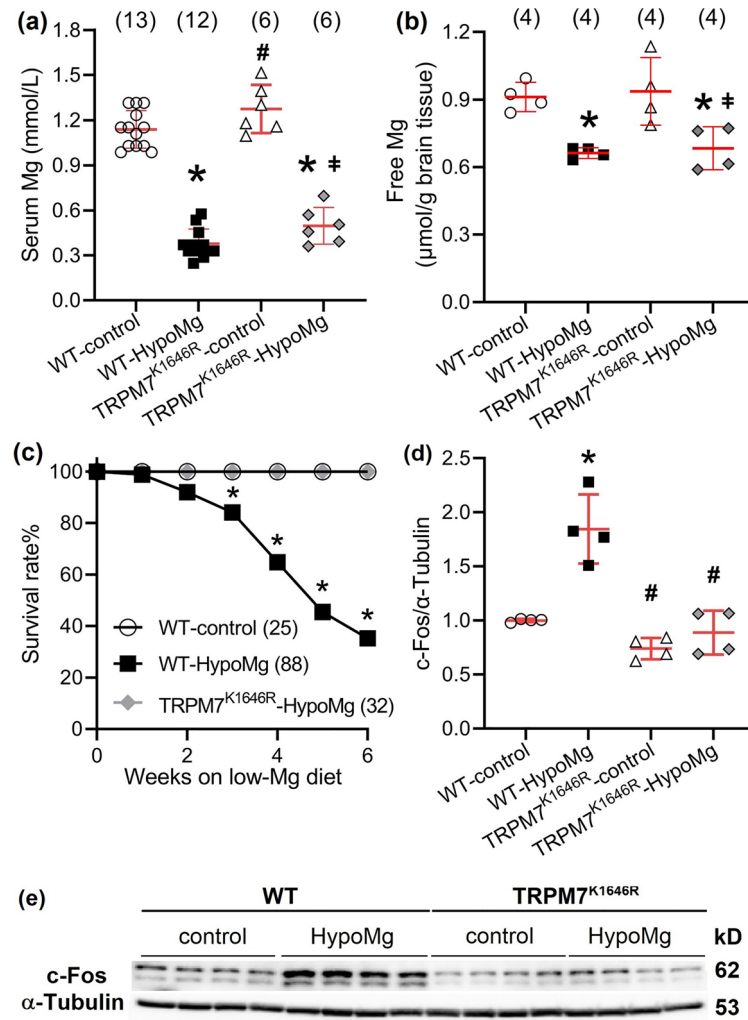 (a)
(13) (12) (6) (6)
Serum Mg (mmol/L)
1.8
1.5
1.2
0.9
0.6
0.3
0.0
*
#
* ‡
WT-control
WT-HypoMg
TRPM7K1646R-control
TRPM7K1646R-HypoMg
(b)
(4) (4) (4) (4)
Free Mg
(μmol/g brain tissue)
1.2
0.9
0.6
0.3
0.0
*
* ‡
WT-control
WT-HypoMg
TRPM7K1646R-control
TRPM7K1646R-HypoMg
(c)
Survival rate%
100
80
60
40
20
0
* * * *
WT-control (25)
WT-HypoMg (88)
TRPM7K1646R-HypoMg (32)
0 2 4 6
Weeks on low-Mg diet
(d)
c-Fos/α-Tubulin
2.5
2.0
1.5
1.0
0.5
0.0
*
#
#
WT-control
WT-HypoMg
TRPM7K1646R-control
TRPM7K1646R-HypoMg
(e)
WT TRPM7K1646R
control HypoMg control HypoMg kD
c-Fos 62
α-Tubulin 53